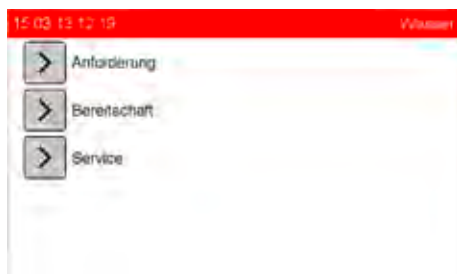 15.03.13 12:19 Wasser
Anforderung
Bereitschaft
Service